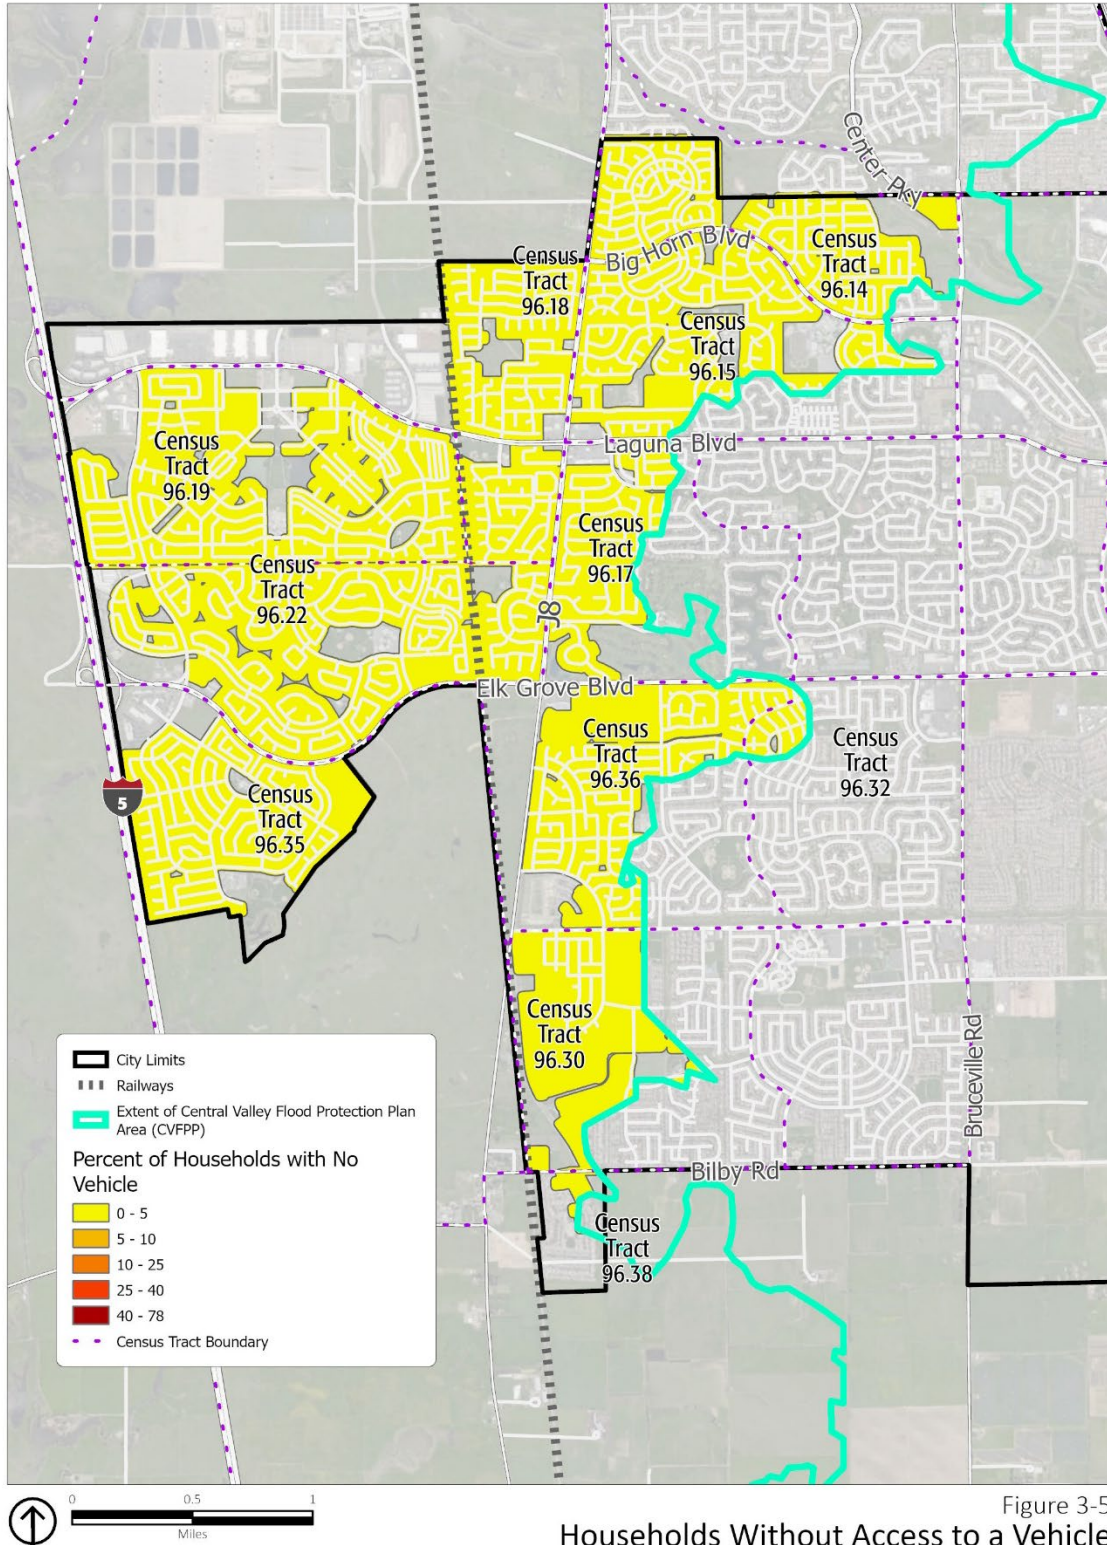 Center Pky
Big Horn Blvd
Census
Tract
96.14
Census
Tract
96.18
Census
Tract
96.15
Laguna Blvd
Census
Tract
96.19
Census
Tract
96.17
Census
Tract
96.22
J8
Elk Grove Blvd
Census
Tract
96.36
Census
Tract
96.32
5
Census
Tract
96.35
Census
Tract
96.30
Bruceville Rd
Bilby Rd
Census
Tract
96.38
City Limits
Railways
Extent of Central Valley Flood Protection Plan
Area (CVFPP)
Percent of Households with No
Vehicle
0 - 5
5 - 10
10 - 25
25 - 40
40 - 78
Census Tract Boundary
0 0.5 1
Miles
Figure 3-5
Households Without Access to a Vehicle